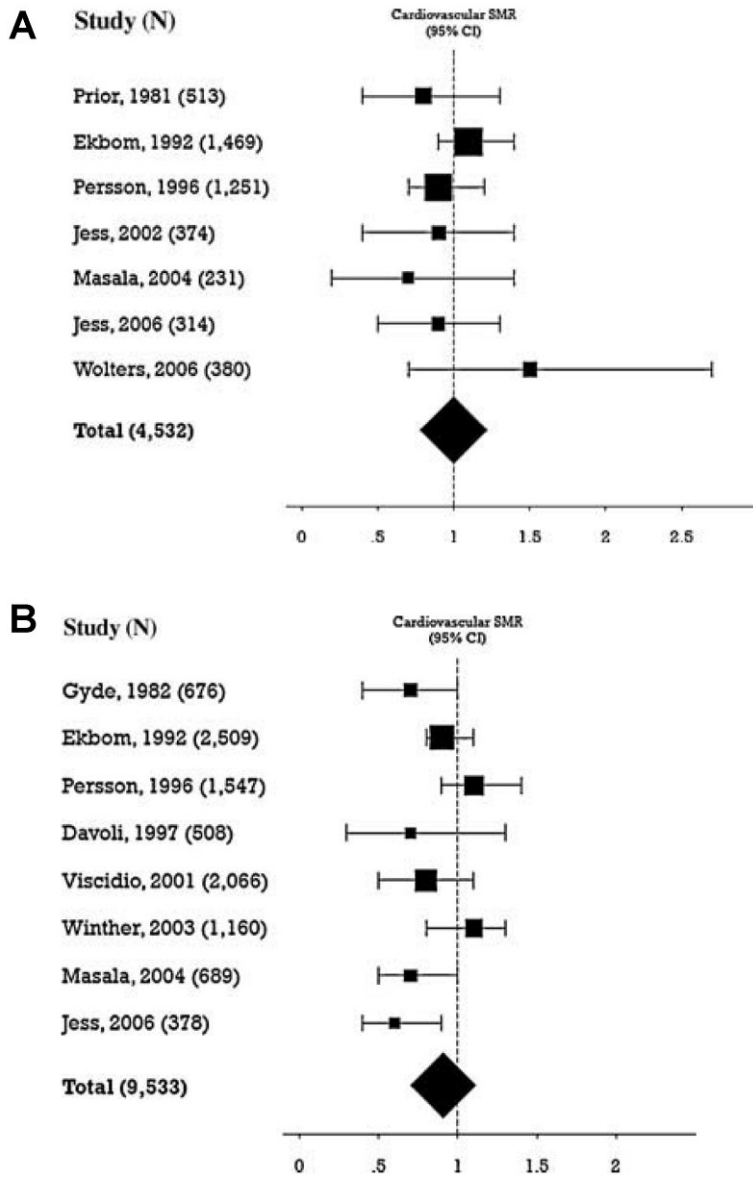 A
Study (N)
Cardiovascular SMR
(95% CI)
Prior, 1981 (513)
Ekbom, 1992 (1,469)
Persson, 1996 (1,251)
Jess, 2002 (374)
Masala, 2004 (231)
Jess, 2006 (314)
Wolters, 2006 (380)
Total (4,532)
0 .5 1 1.5 2 2.5
B
Study (N)
Cardiovascular SMR
(95% CI)
Gyde, 1982 (676)
Ekbom, 1992 (2,509)
Persson, 1996 (1,547)
Davoli, 1997 (508)
Viscidio, 2001 (2,066)
Winther, 2003 (1,160)
Masala, 2004 (689)
Jess, 2006 (378)
Total (9,533)
0 .5 1 1.5 2